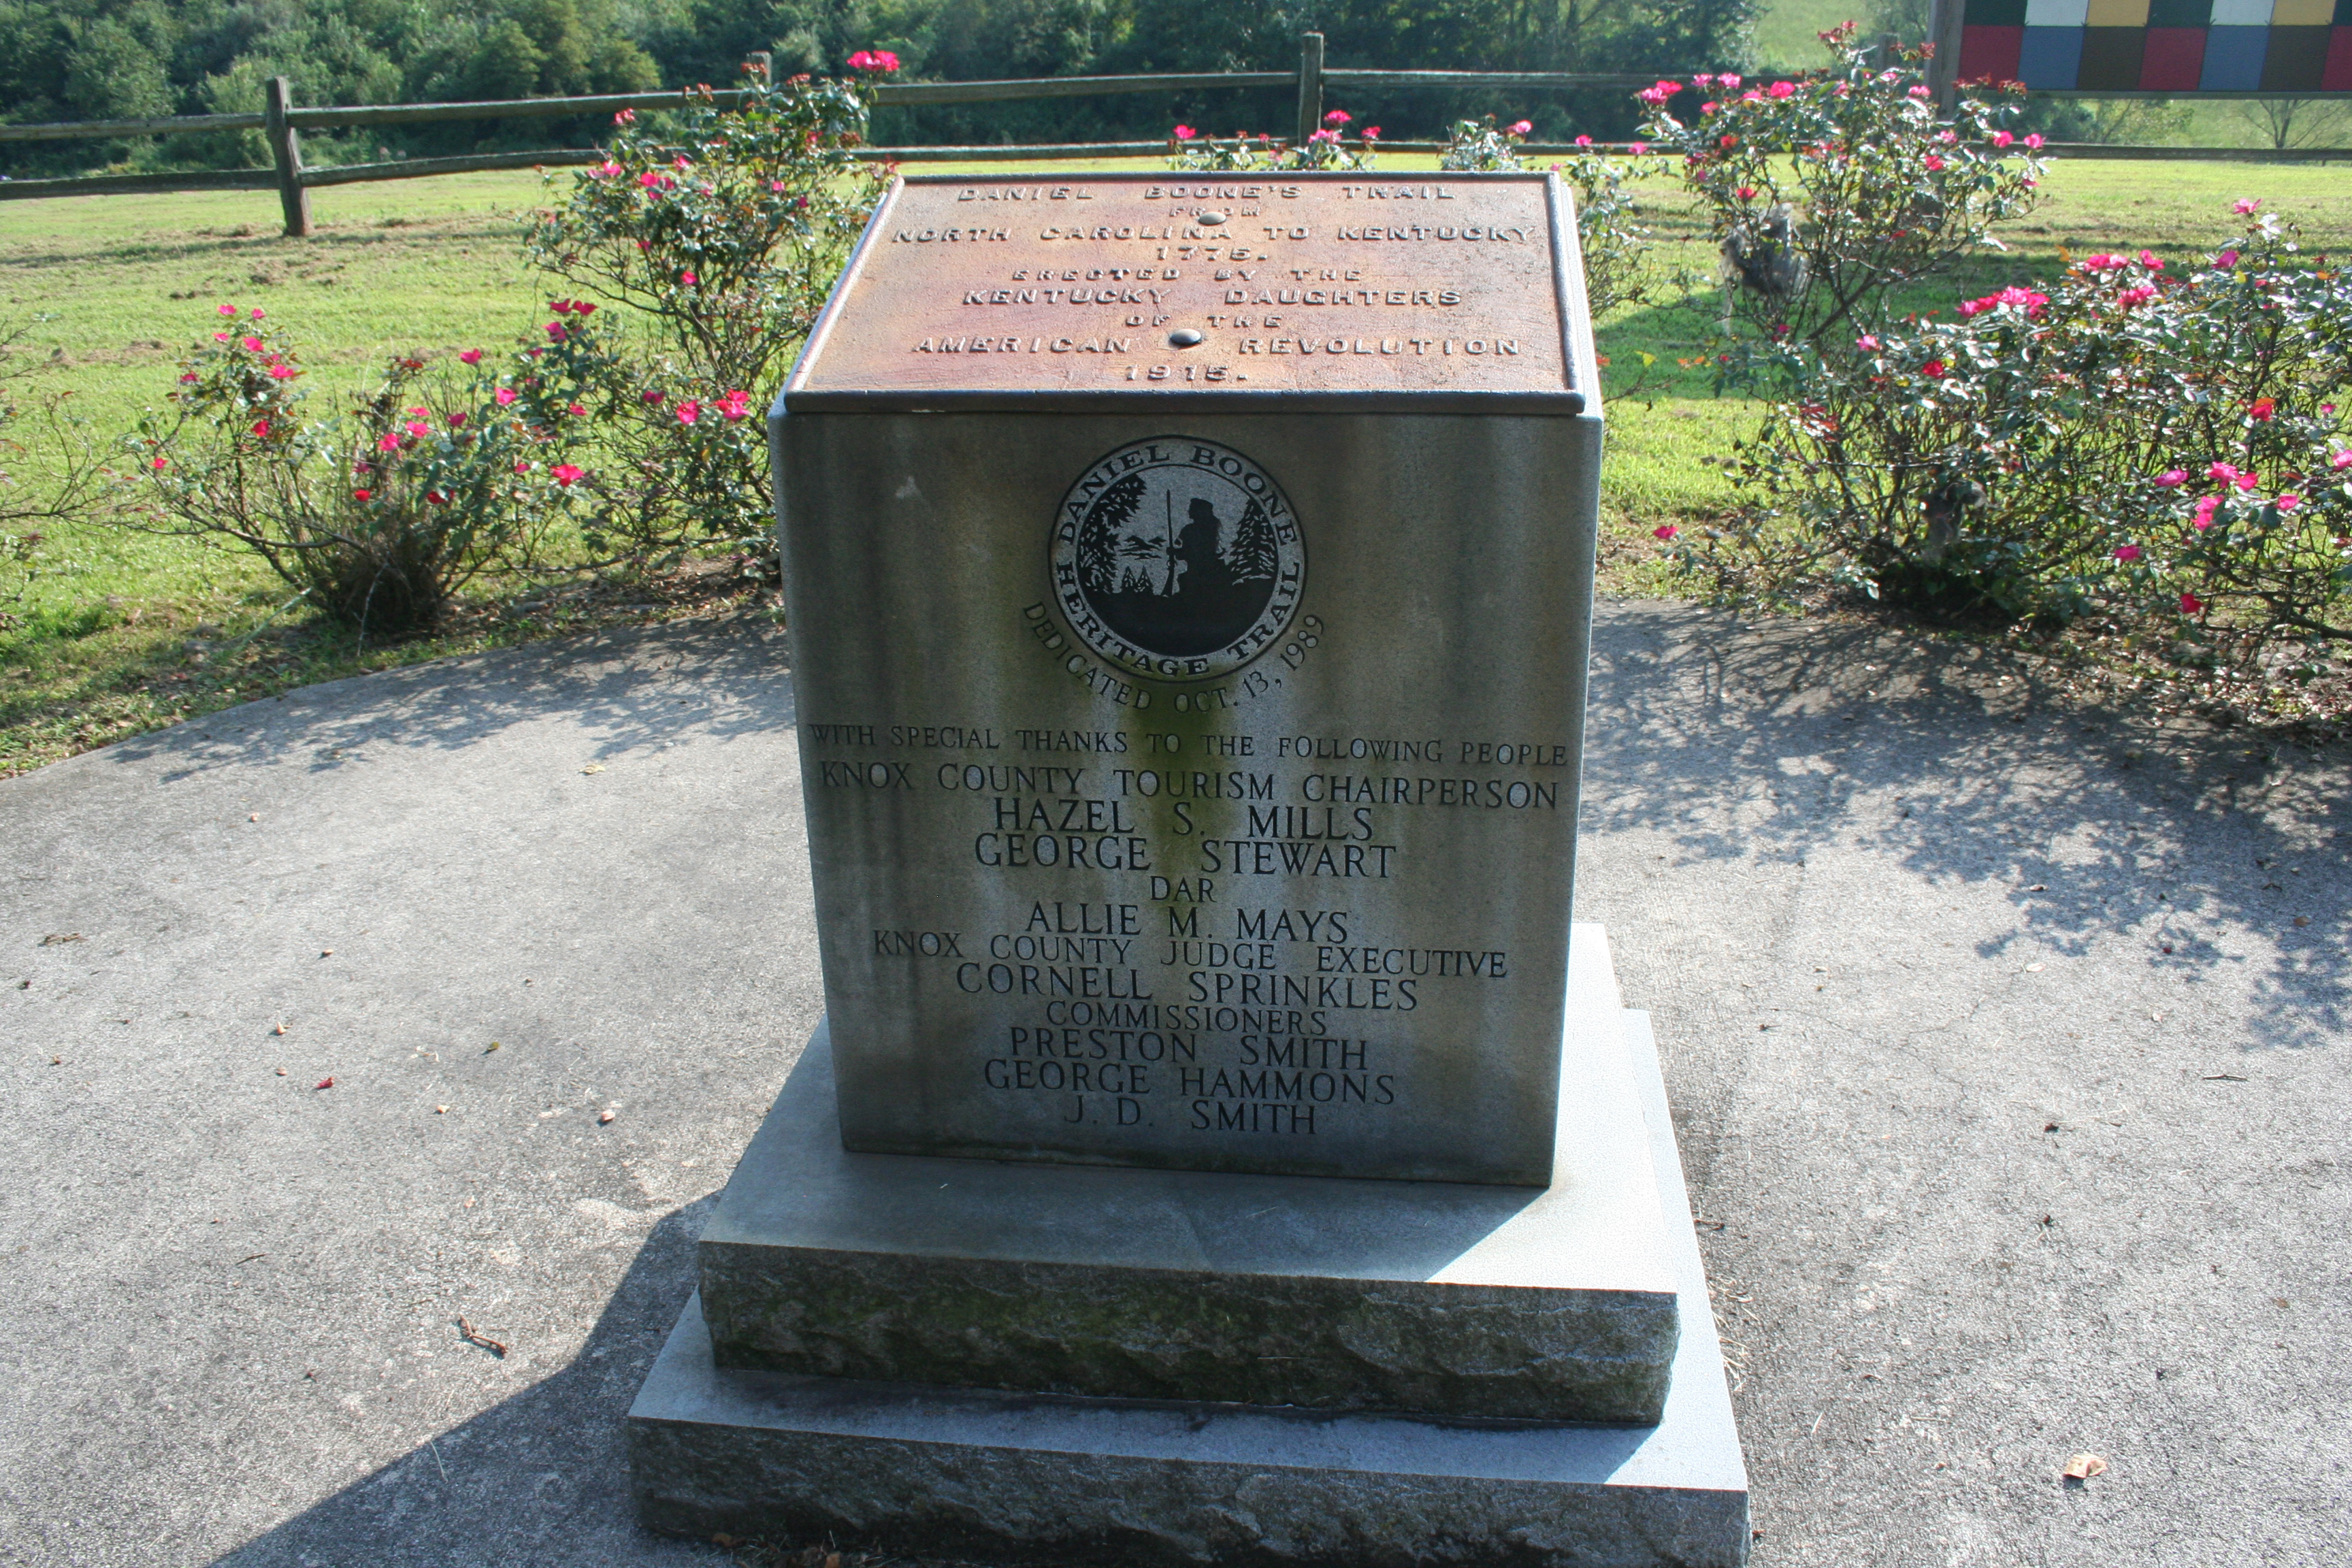 DANIEL BOONE'S TRAIL
FROM
NORTH CAROLINA TO KENTUCKY
1775.
ERECTED BY THE
KENTUCKY DAUGHTERS
OF THE
AMERICAN REVOLUTION
1915.
DANIEL BOONE
HERITAGE TRAIL
DEDICATED OCT. 13, 1989
WITH SPECIAL THANKS TO THE FOLLOWING PEOPLE
KNOX COUNTY TOURISM CHAIRPERSON
HAZEL S. MILLS
GEORGE STEWART
DAR
ALLIE M. MAYS
KNOX COUNTY JUDGE EXECUTIVE
CORNELL SPRINKLES
COMMISSIONERS
PRESTON SMITH
GEORGE HAMMONS
J. D. SMITH